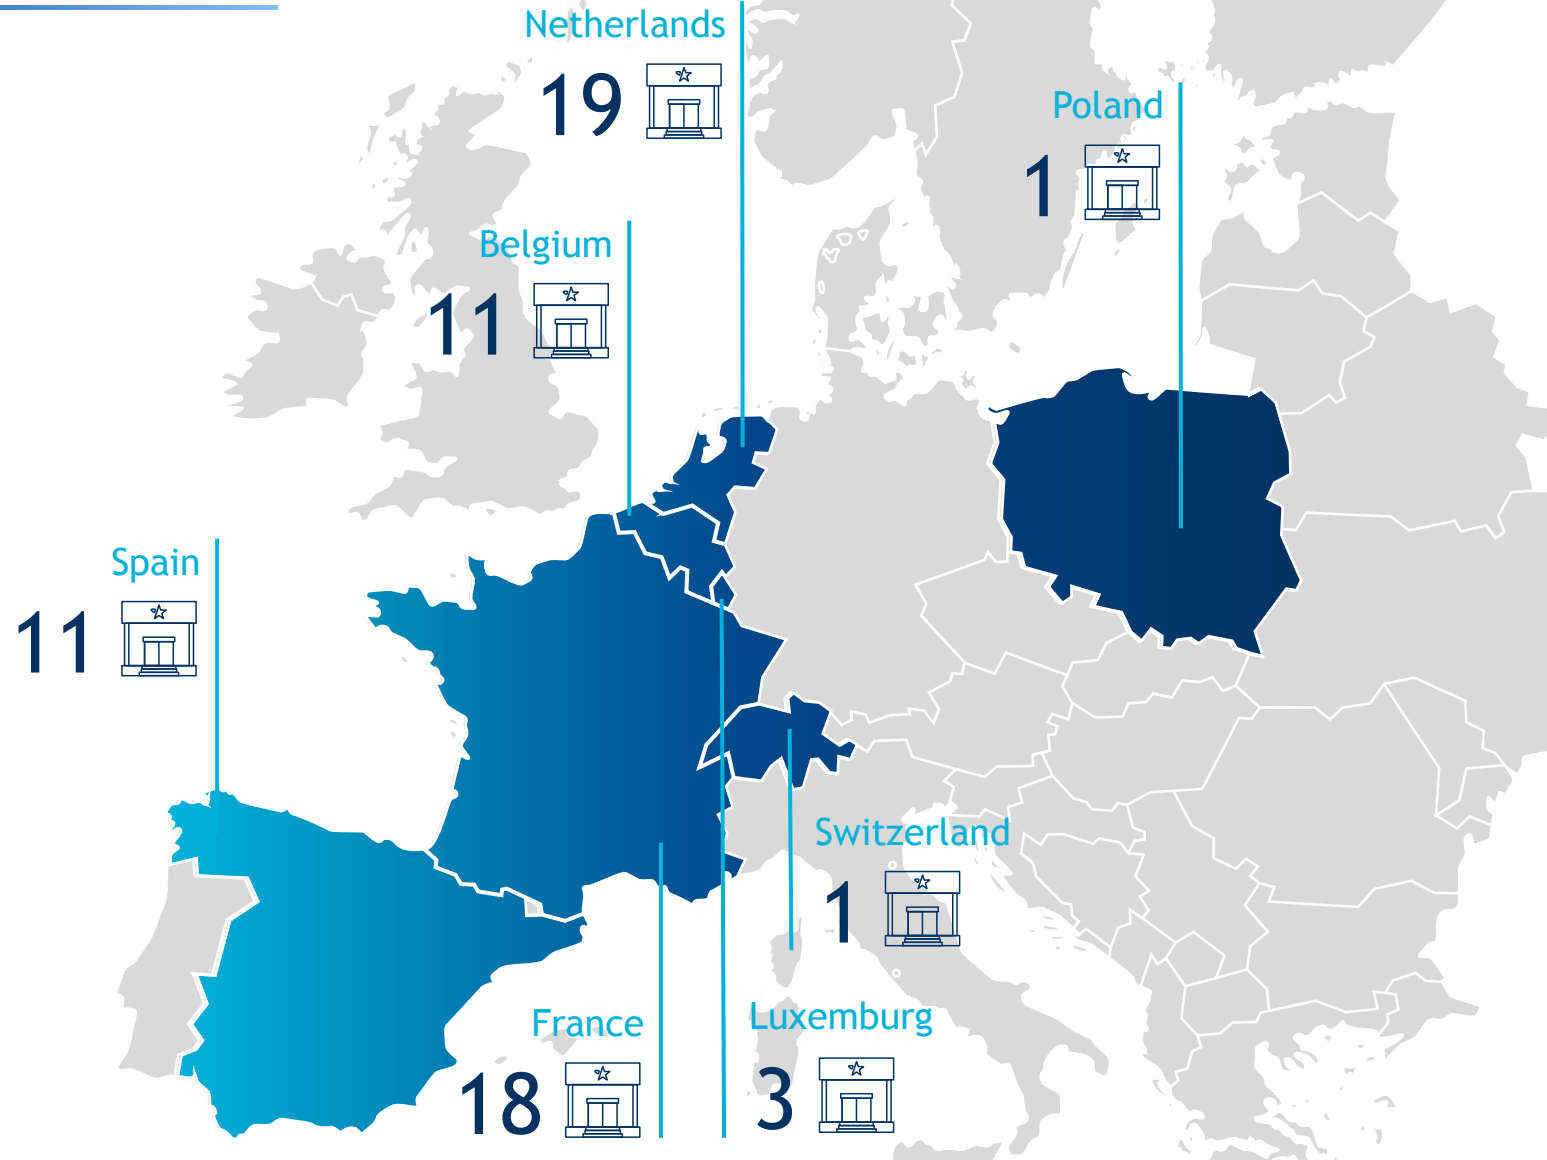 Netherlands
19
Poland
1
Belgium
11
Spain
11
Switzerland
1
France
18
Luxemburg
3